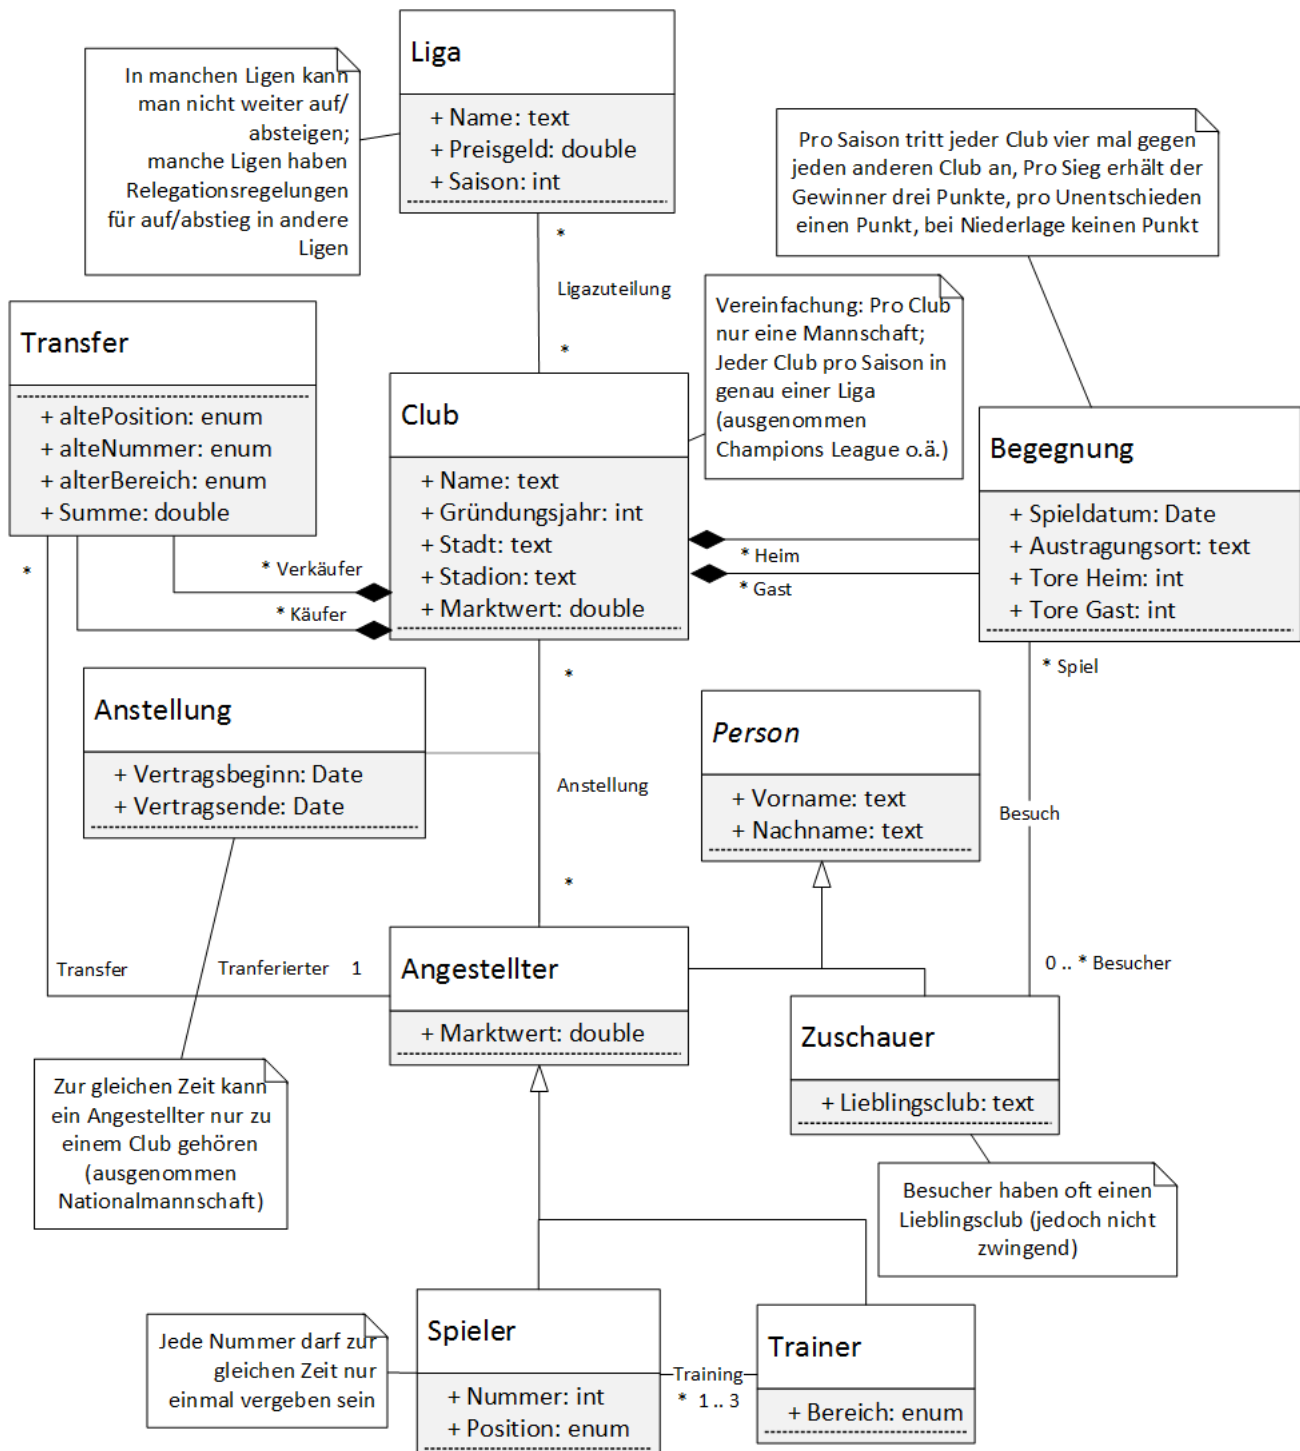 Liga
+ Name: text
+ Preisgeld: double
+ Saison: int
In manchen Ligen kann
man nicht weiter auf/
absteigen;
manche Ligen haben
Relegationsregelungen
für auf/abstieg in andere
Ligen
Pro Saison tritt jeder Club vier mal gegen
jeden anderen Club an, Pro Sieg erhält der
Gewinner drei Punkte, pro Unentschieden
einen Punkt, bei Niederlage keinen Punkt
*
Ligazuteilung
*
Vereinfachung: Pro Club
nur eine Mannschaft;
Jeder Club pro Saison in
genau einer Liga
(ausgenommen
Champions League o.ä.)
Transfer
+ altePosition: enum
+ alteNummer: enum
+ alterBereich: enum
+ Summe: double
Club
+ Name: text
+ Gründungsjahr: int
+ Stadt: text
+ Stadion: text
+ Marktwert: double
Begegnung
+ Spieldatum: Date
+ Austragungsort: text
+ Tore Heim: int
+ Tore Gast: int
* Heim
* Gast
*
* Verkäufer
* Käufer
*
* Spiel
Anstellung
+ Vertragsbeginn: Date
+ Vertragsende: Date
Anstellung
*
Person
+ Vorname: text
+ Nachname: text
Besuch
0 .. * Besucher
Transfer
Tranferierter 1
Angestellter
+ Marktwert: double
Zuschauer
+ Lieblingsclub: text
Zur gleichen Zeit kann
ein Angestellter nur zu
einem Club gehören
(ausgenommen
Nationalmannschaft)
Besucher haben oft einen
Lieblingsclub (jedoch nicht
zwingend)
Jede Nummer darf zur
gleichen Zeit nur
einmal vergeben sein
Spieler
+ Nummer: int
+ Position: enum
Training
* 1 .. 3
Trainer
+ Bereich: enum